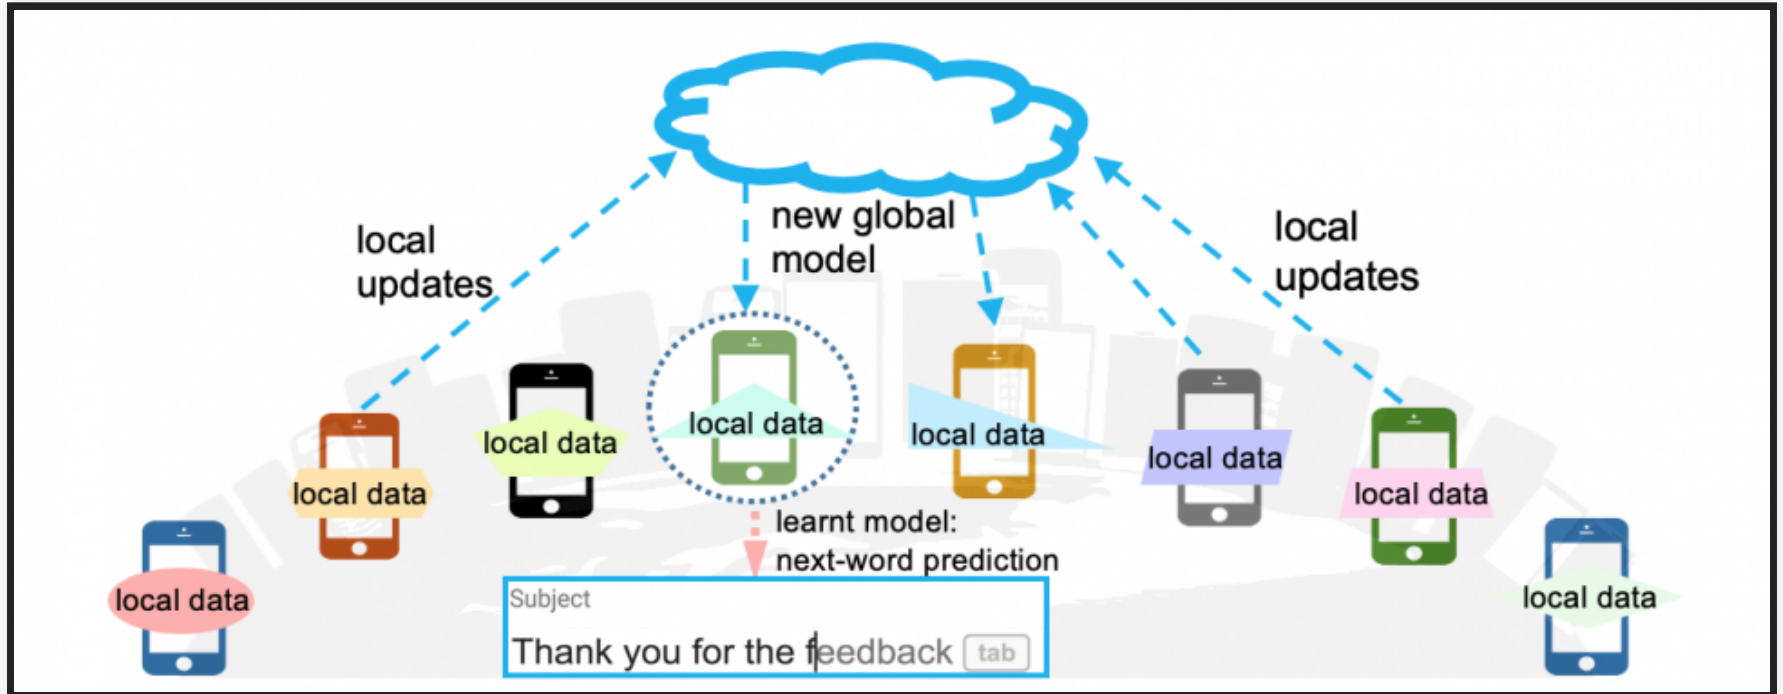 local
updates
new global
model
local
updates
local data
local data
local data
local data
local data
local data
local data
local data
learnt model:
next-word prediction
Subject
Thank you for the feedback tab